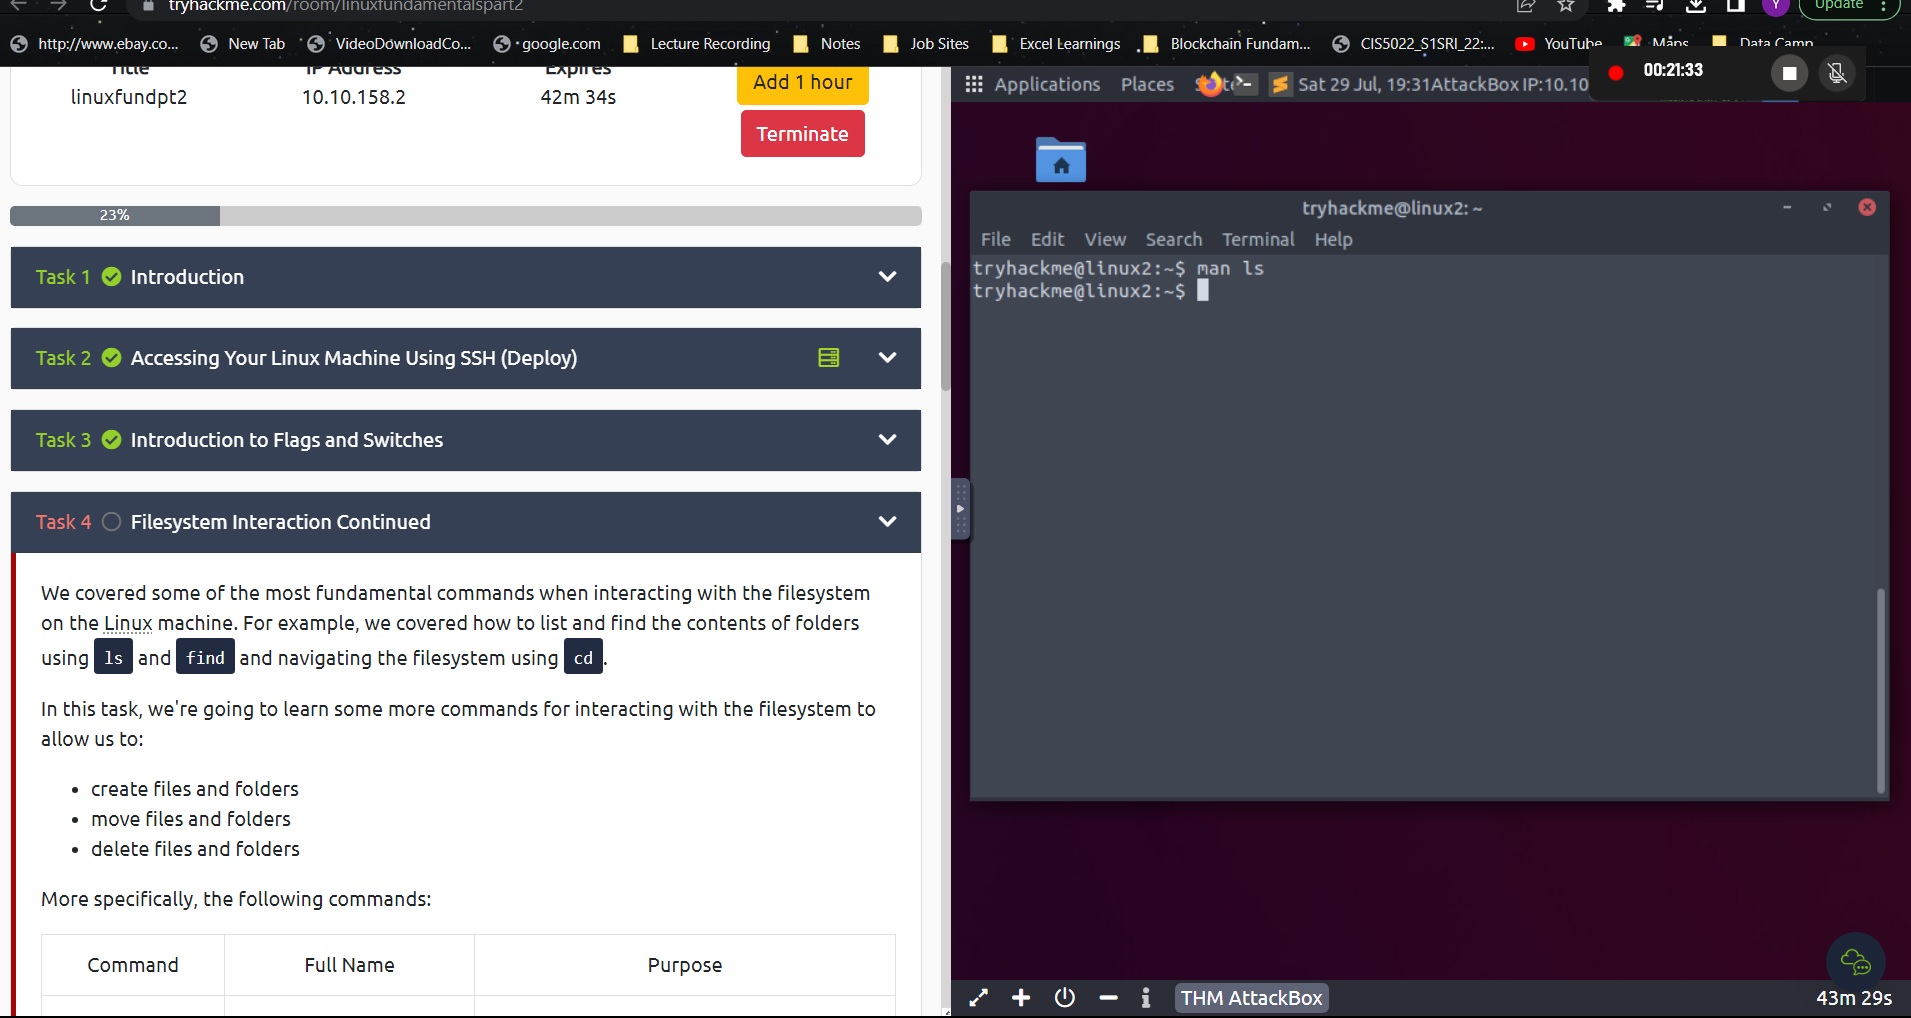 tryhackme.com/room/linuxfundamentalspart2
Update
http://www.ebay.co... New Tab VideoDownloadCo... google.com Lecture Recording Notes Job Sites Excel Learnings Blockchain Fundam... CIS5022_S1SRI_22:... YouTube Maps Data Camp
00:21:33
Title IP Address Expires
linuxfundpt2 10.10.158.2 42m 34s
Add 1 hour
Terminate
23%
Task 1 Introduction
Task 2 Accessing Your Linux Machine Using SSH (Deploy)
Task 3 Introduction to Flags and Switches
Task 4 Filesystem Interaction Continued
We covered some of the most fundamental commands when interacting with the filesystem
on the Linux machine. For example, we covered how to list and find the contents of folders
using ls and find and navigating the filesystem using cd.
In this task, we're going to learn some more commands for interacting with the filesystem to
allow us to:
• create files and folders
• move files and folders
• delete files and folders
More specifically, the following commands:
Command Full Name Purpose
Applications Places Sat 29 Jul, 19:31 AttackBox IP:10.10
tryhackme@linux2: ~
File Edit View Search Terminal Help
tryhackme@linux2:~$ man ls
tryhackme@linux2:~$
THM AttackBox
43m 29s